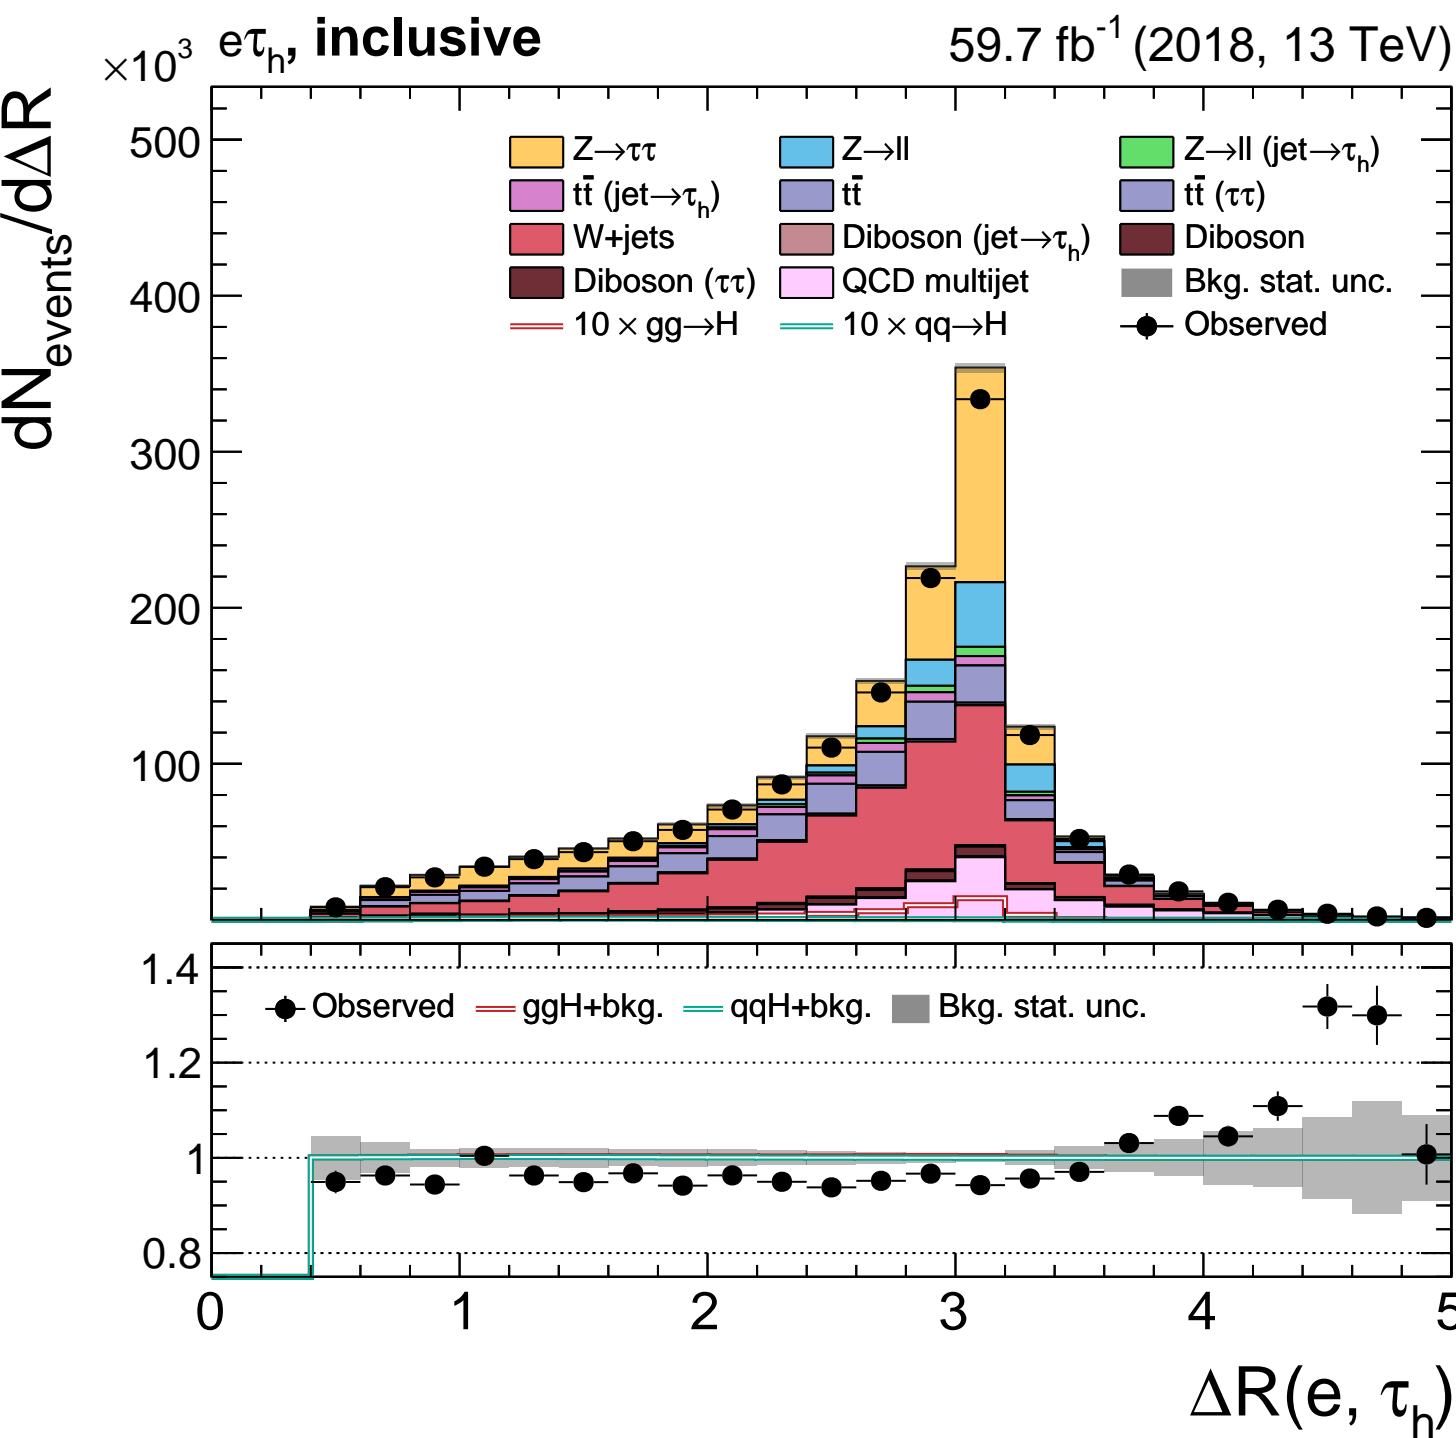 ×10³ eτₕ, inclusive 59.7 fb⁻¹ (2018, 13 TeV)
dN_events/dΔR
500
400
300
200
100
Z→ττ Z→ll Z→ll (jet→τₕ)
tt̄ (jet→τₕ) tt̄ tt̄ (ττ)
W+jets Diboson (jet→τₕ) Diboson
Diboson (ττ) QCD multijet Bkg. stat. unc.
10 × gg→H 10 × qq→H Observed
1.4
1.2
1
0.8
Observed ggH+bkg. qqH+bkg. Bkg. stat. unc.
0 1 2 3 4 5
ΔR(e, τₕ)